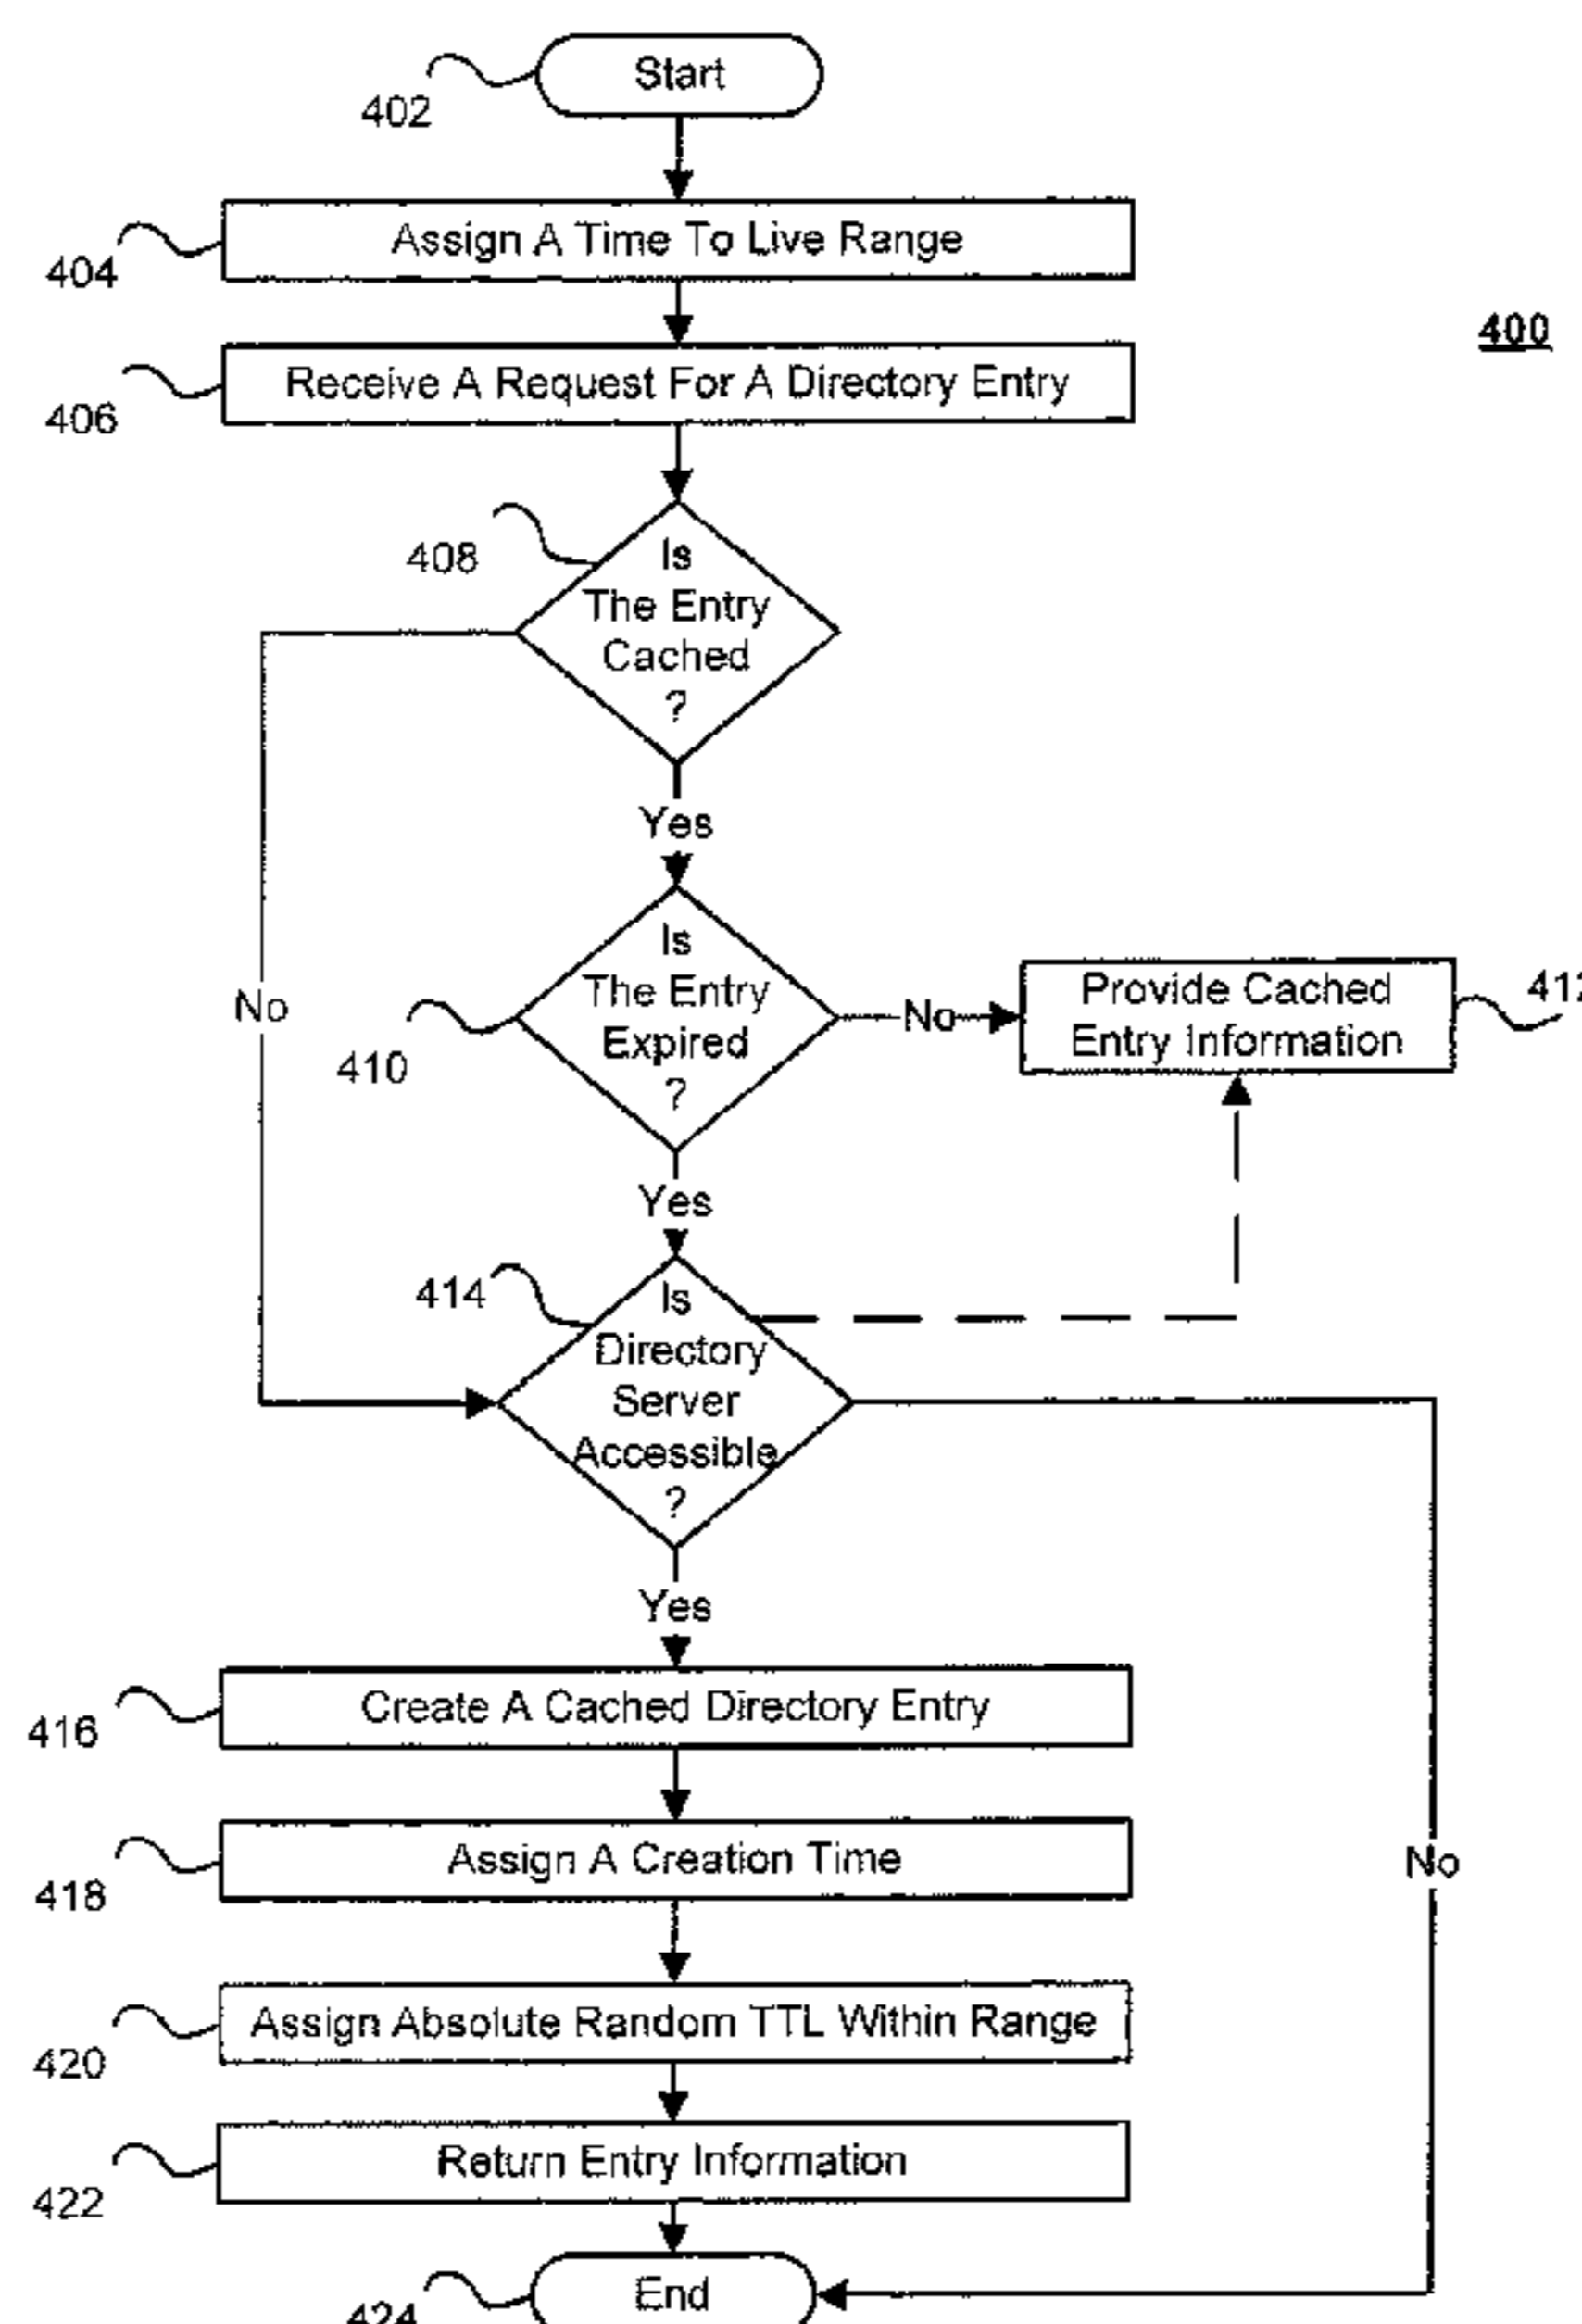 Start
402
Assign A Time To Live Range
404
400
Receive A Request For A Directory Entry
406
Is
The Entry
Cached
?
408
Yes
No
Is
The Entry
Expired
?
410
No
Provide Cached
Entry Information
412
Yes
414
Is
Directory
Server
Accessible
?
Yes
Create A Cached Directory Entry
416
Assign A Creation Time
418
No
Assign Absolute Random TTL Within Range
420
Return Entry Information
422
End
424